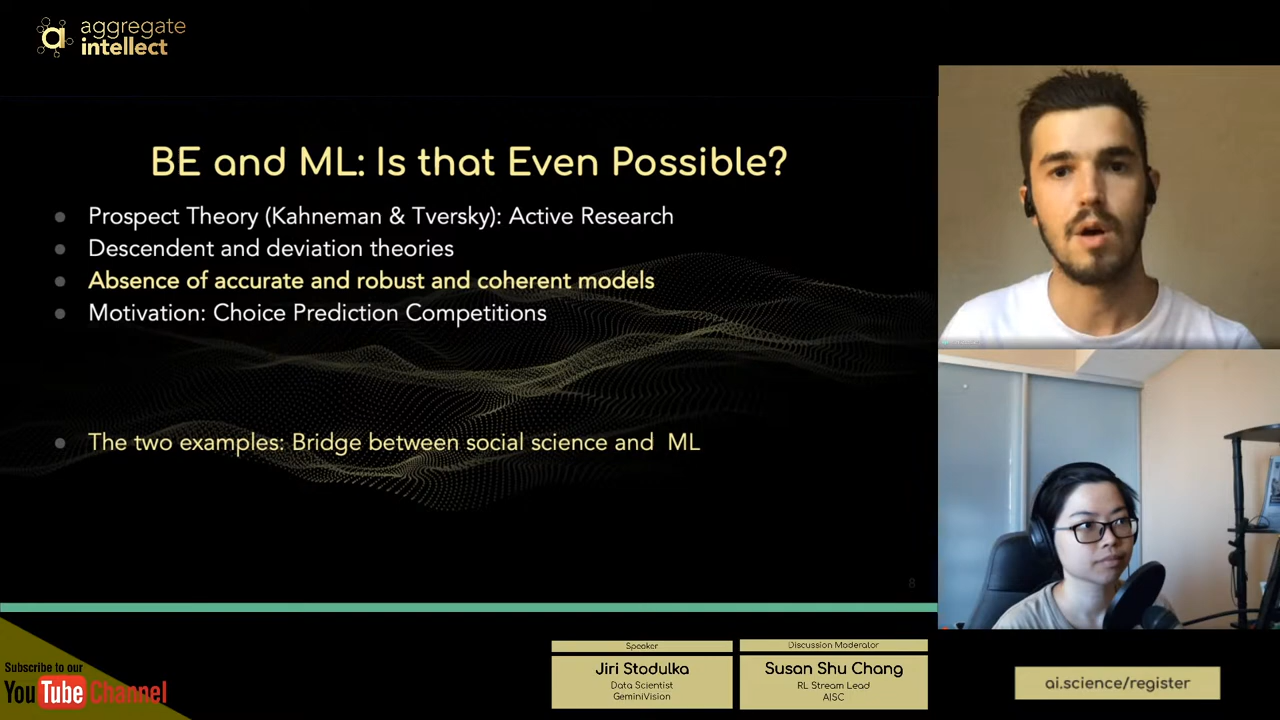 aggregate
intellect
BE and ML: Is that Even Possible?
Prospect Theory (Kahneman & Tversky): Active Research
Descendent and deviation theories
Absence of accurate and robust and coherent models
Motivation: Choice Prediction Competitions
The two examples: Bridge between social science and ML
8
Subscribe to our
YouTube Channel
Speaker
Jiri Stodulka
Data Scientist
GeminiVision
Discussion Moderator
Susan Shu Chang
RL Stream Lead
AISC
ai.science/register